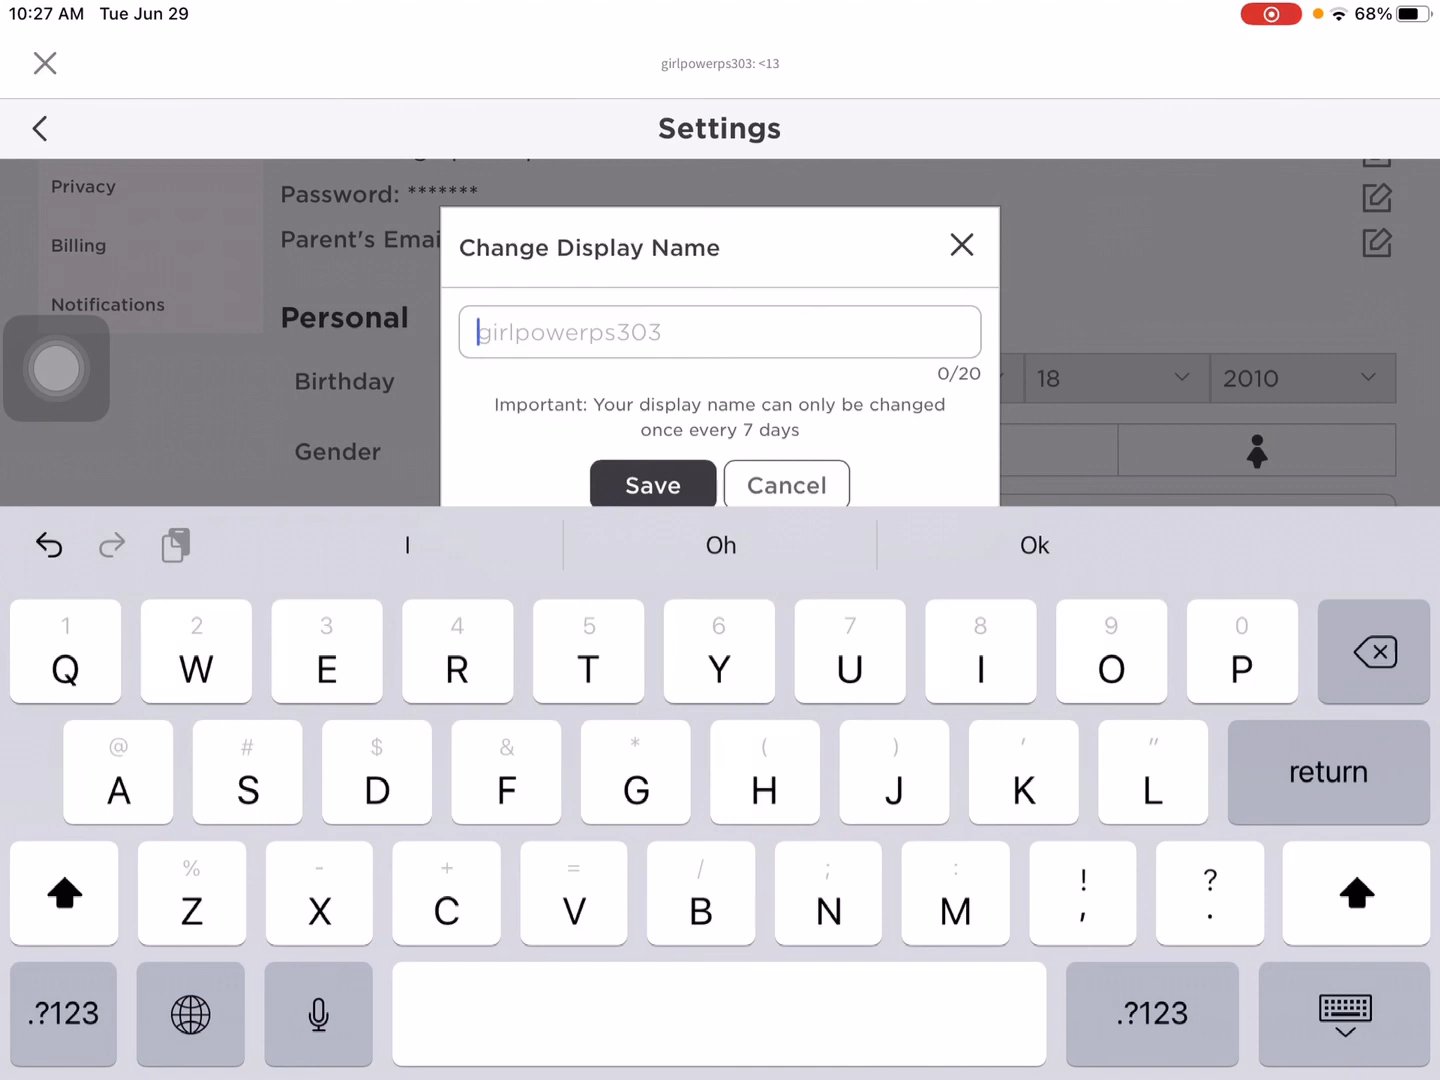 10:27 AM Tue Jun 29
68%
girlpowerps303: <13
Settings
Privacy
Password: *******
Billing
Parent's Emai
Change Display Name
Notifications
Personal
girlpowerps303
0/20
Birthday
18
2010
Important: Your display name can only be changed
once every 7 days
Gender
Save
Cancel
I
Oh
Ok
1 2 3 4 5 6 7 8 9 0
Q W E R T Y U I O P
@ # $ & * ( ) ' "
A S D F G H J K L
return
% - + = / ; : ! ?
Z X C V B N M , .
.?123
.?123